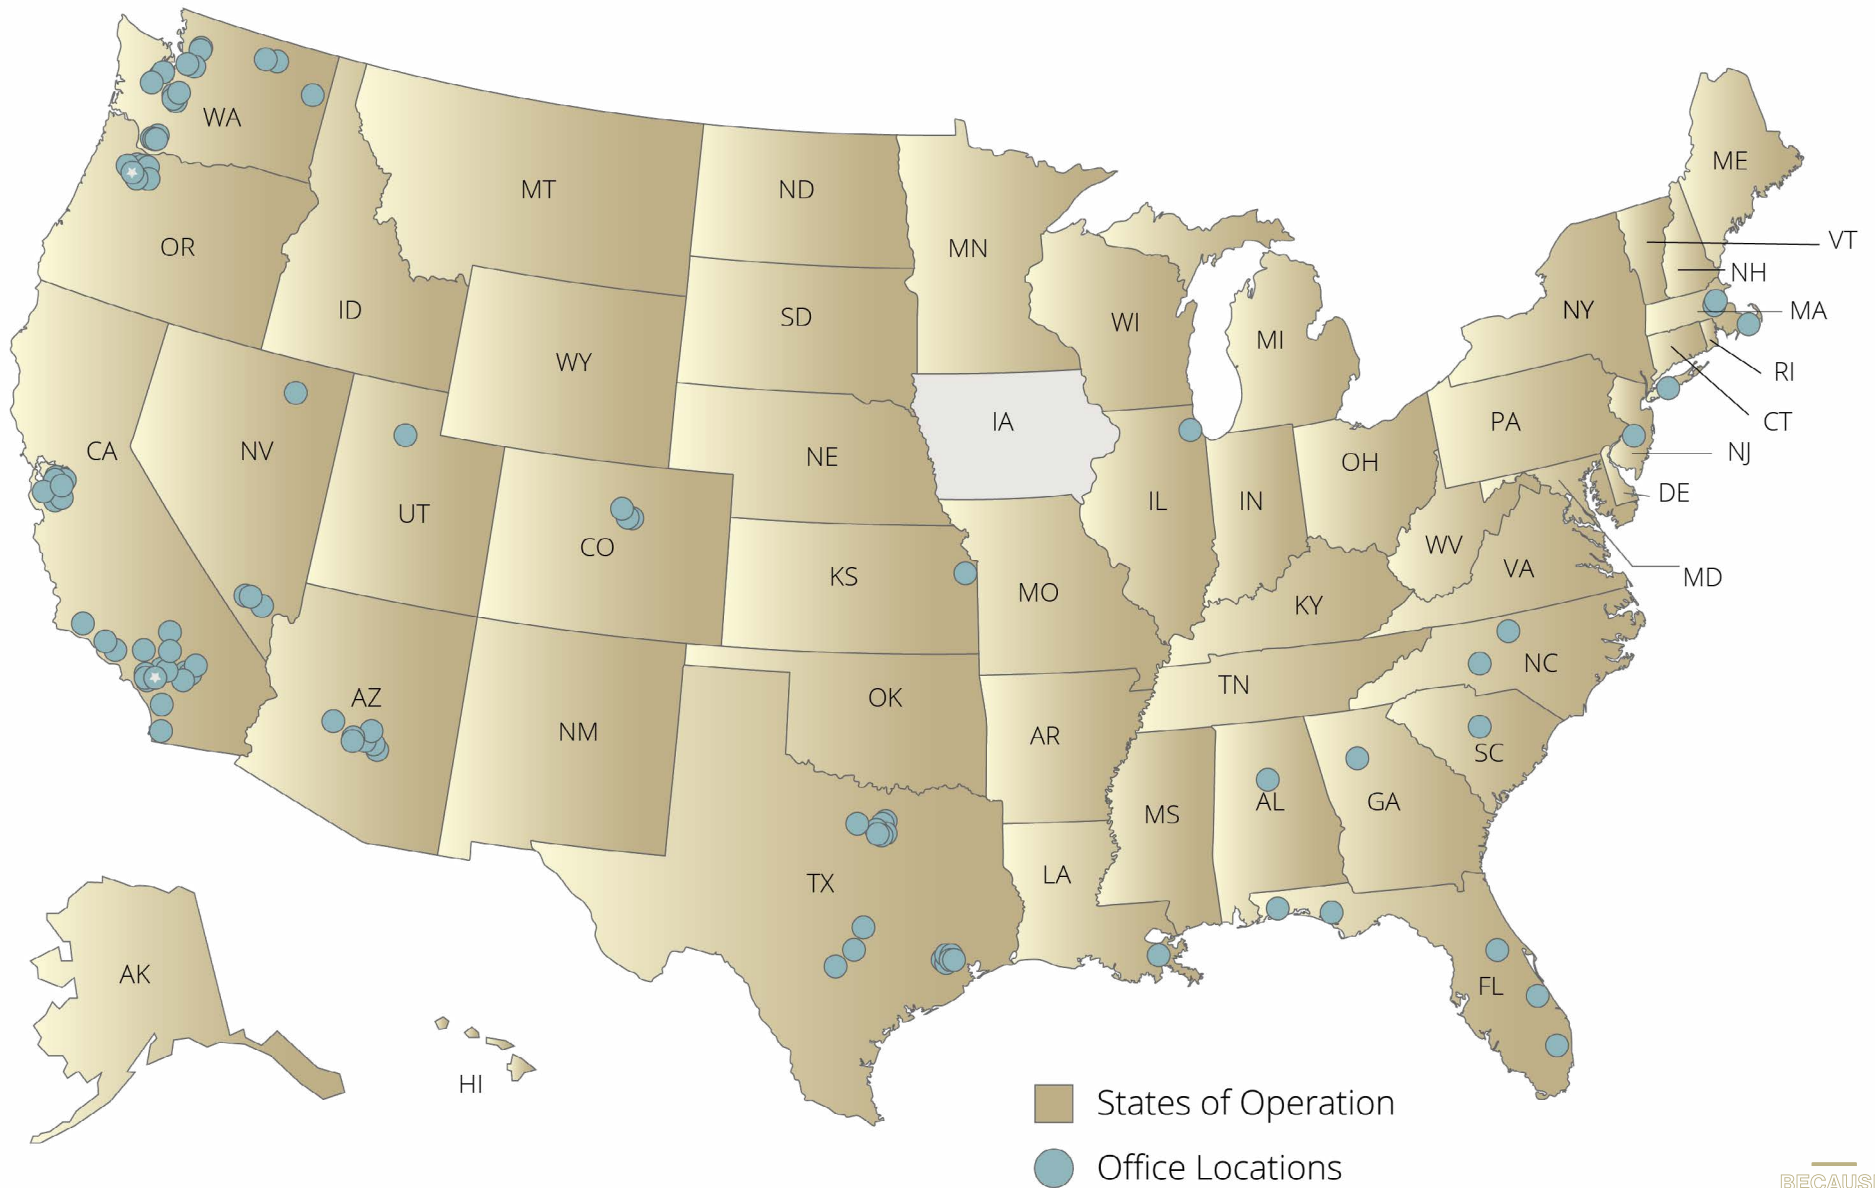 WA
MT
ND
MN
ME
OR
ID
SD
WI
MI
NY
VT
NH
MA
WY
RI
IA
CT
CA
NV
NE
IL
IN
OH
PA
NJ
UT
CO
DE
KS
MO
KY
WV
VA
MD
AZ
NM
OK
AR
TN
NC
SC
TX
LA
MS
AL
GA
FL
AK
HI
States of Operation
Office Locations
BECAUS